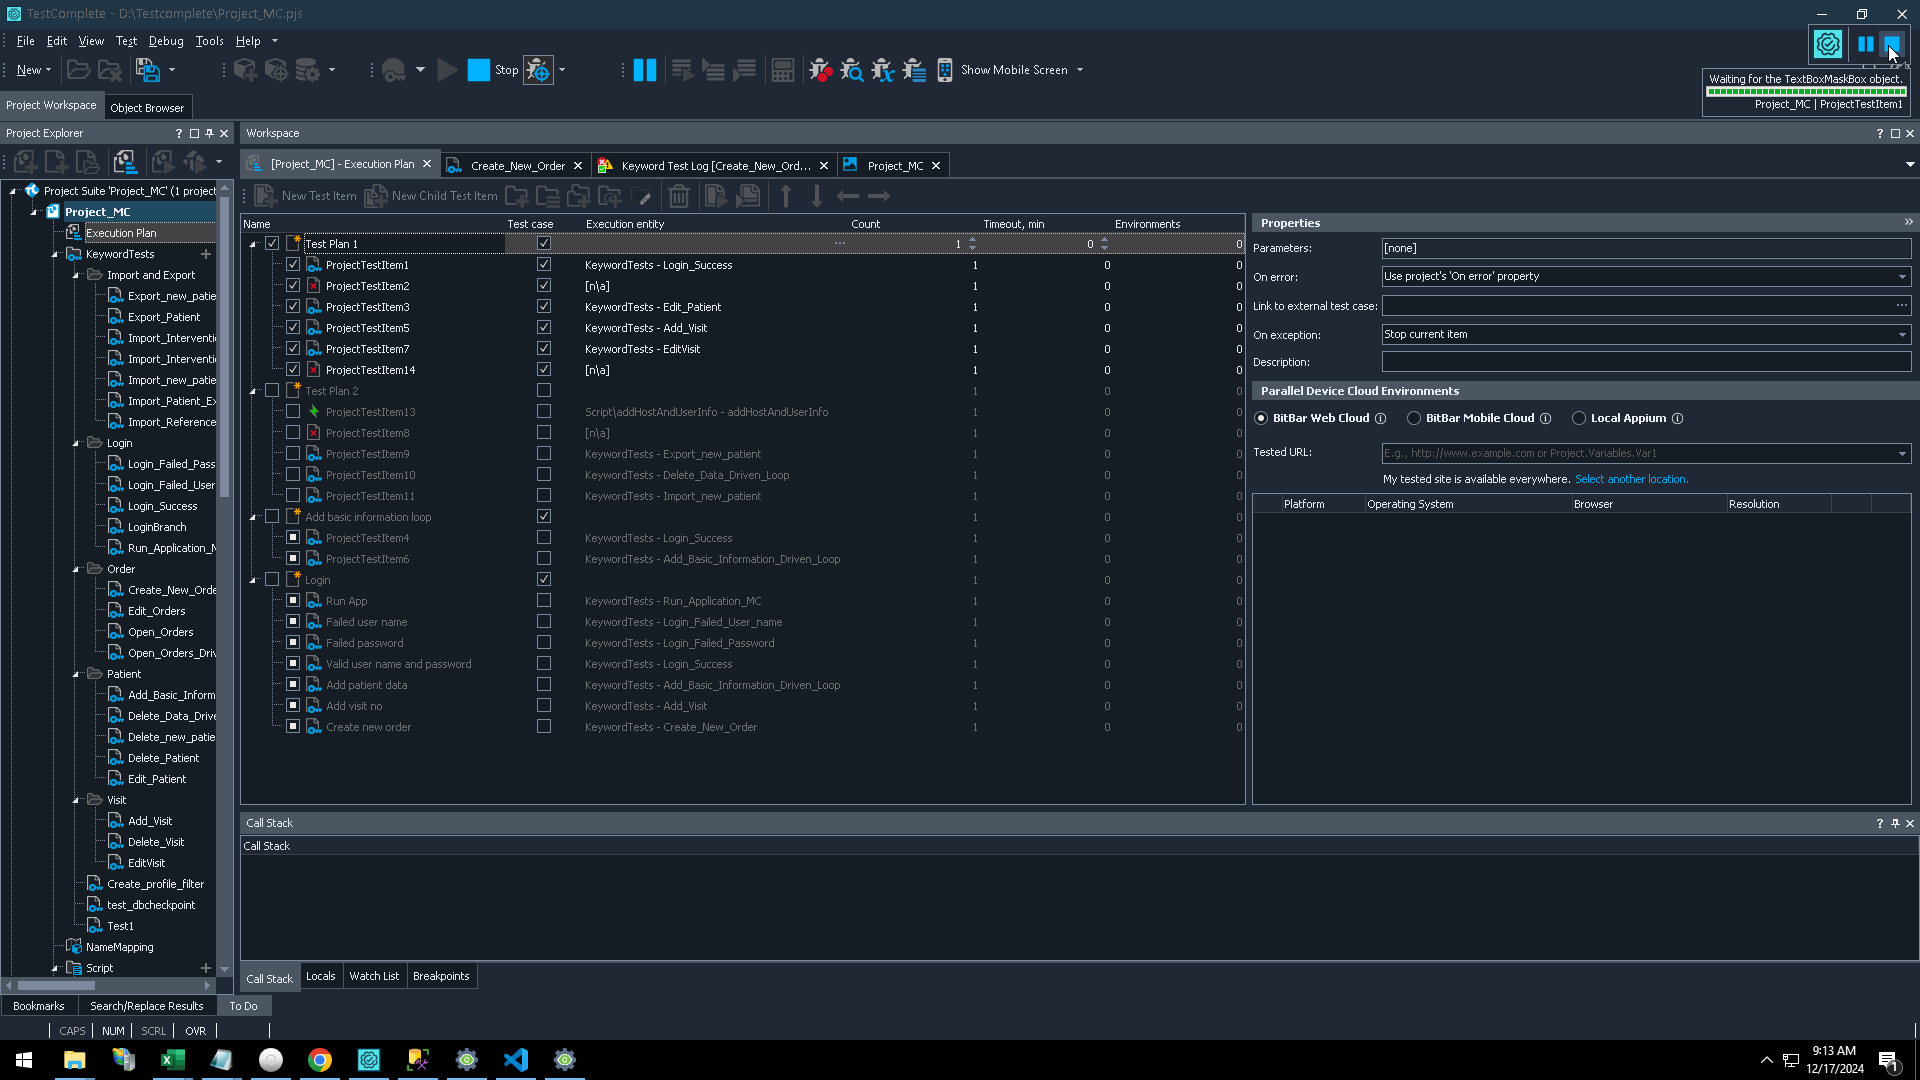 TestComplete - D:\Testcomplete\Project_MC.pjs
File Edit View Test Debug Tools Help
New
Stop
Show Mobile Screen
Waiting for the TextBoxMaskBox object.
Project_MC | ProjectTestItem1
Project Workspace
Object Browser
Project Explorer
Project Suite 'Project_MC' (1 project
Project_MC
Execution Plan
KeywordTests
Import and Export
Export_new_patie
Export_Patient
Import_Interventi
Import_Interventi
Import_new_patie
Import_Patient_Ex
Import_Reference
Login
Login_Failed_Pass
Login_Failed_User
Login_Success
LoginBranch
Run_Application_M
Order
Create_New_Orde
Edit_Orders
Open_Orders
Open_Orders_Driv
Patient
Add_Basic_Inform
Delete_Data_Drive
Delete_new_patie
Delete_Patient
Edit_Patient
Visit
Add_Visit
Delete_Visit
EditVisit
Create_profile_filter
test_dbcheckpoint
Test1
NameMapping
Script
Bookmarks
Search/Replace Results
To Do
Workspace
[Project_MC] - Execution Plan
Create_New_Order
Keyword Test Log [Create_New_Ord...
Project_MC
New Test Item
New Child Test Item
Name Test case Execution entity Count Timeout, min Environments
Test Plan 1 1 0 0
ProjectTestItem1 KeywordTests - Login_Success 1 0 0
ProjectTestItem2 [n\a] 1 0 0
ProjectTestItem3 KeywordTests - Edit_Patient 1 0 0
ProjectTestItem5 KeywordTests - Add_Visit 1 0 0
ProjectTestItem7 KeywordTests - EditVisit 1 0 0
ProjectTestItem14 [n\a] 1 0 0
Test Plan 2 1 0 0
ProjectTestItem13 Script\addHostAndUserInfo - addHostAndUserInfo 1 0 0
ProjectTestItem8 [n\a] 1 0 0
ProjectTestItem9 KeywordTests - Export_new_patient 1 0 0
ProjectTestItem10 KeywordTests - Delete_Data_Driven_Loop 1 0 0
ProjectTestItem11 KeywordTests - Import_new_patient 1 0 0
Add basic information loop 1 0 0
ProjectTestItem4 KeywordTests - Login_Success 1 0 0
ProjectTestItem6 KeywordTests - Add_Basic_Information_Driven_Loop 1 0 0
Login 1 0 0
Run App KeywordTests - Run_Application_MC 1 0 0
Failed user name KeywordTests - Login_Failed_User_name 1 0 0
Failed password KeywordTests - Login_Failed_Password 1 0 0
Valid user name and password KeywordTests - Login_Success 1 0 0
Add patient data KeywordTests - Add_Basic_Information_Driven_Loop 1 0 0
Add visit no KeywordTests - Add_Visit 1 0 0
Create new order KeywordTests - Create_New_Order 1 0 0
Properties
Parameters: [none]
On error: Use project's 'On error' property
Link to external test case:
On exception: Stop current item
Description:
Parallel Device Cloud Environments
BitBar Web Cloud
BitBar Mobile Cloud
Local Appium
Tested URL: E.g., http://www.example.com or Project.Variables.Var1
My tested site is available everywhere. Select another location.
Platform Operating System Browser Resolution
Call Stack
Call Stack
Call Stack Locals Watch List Breakpoints
CAPS NUM SCRL OVR
9:13 AM
12/17/2024
1